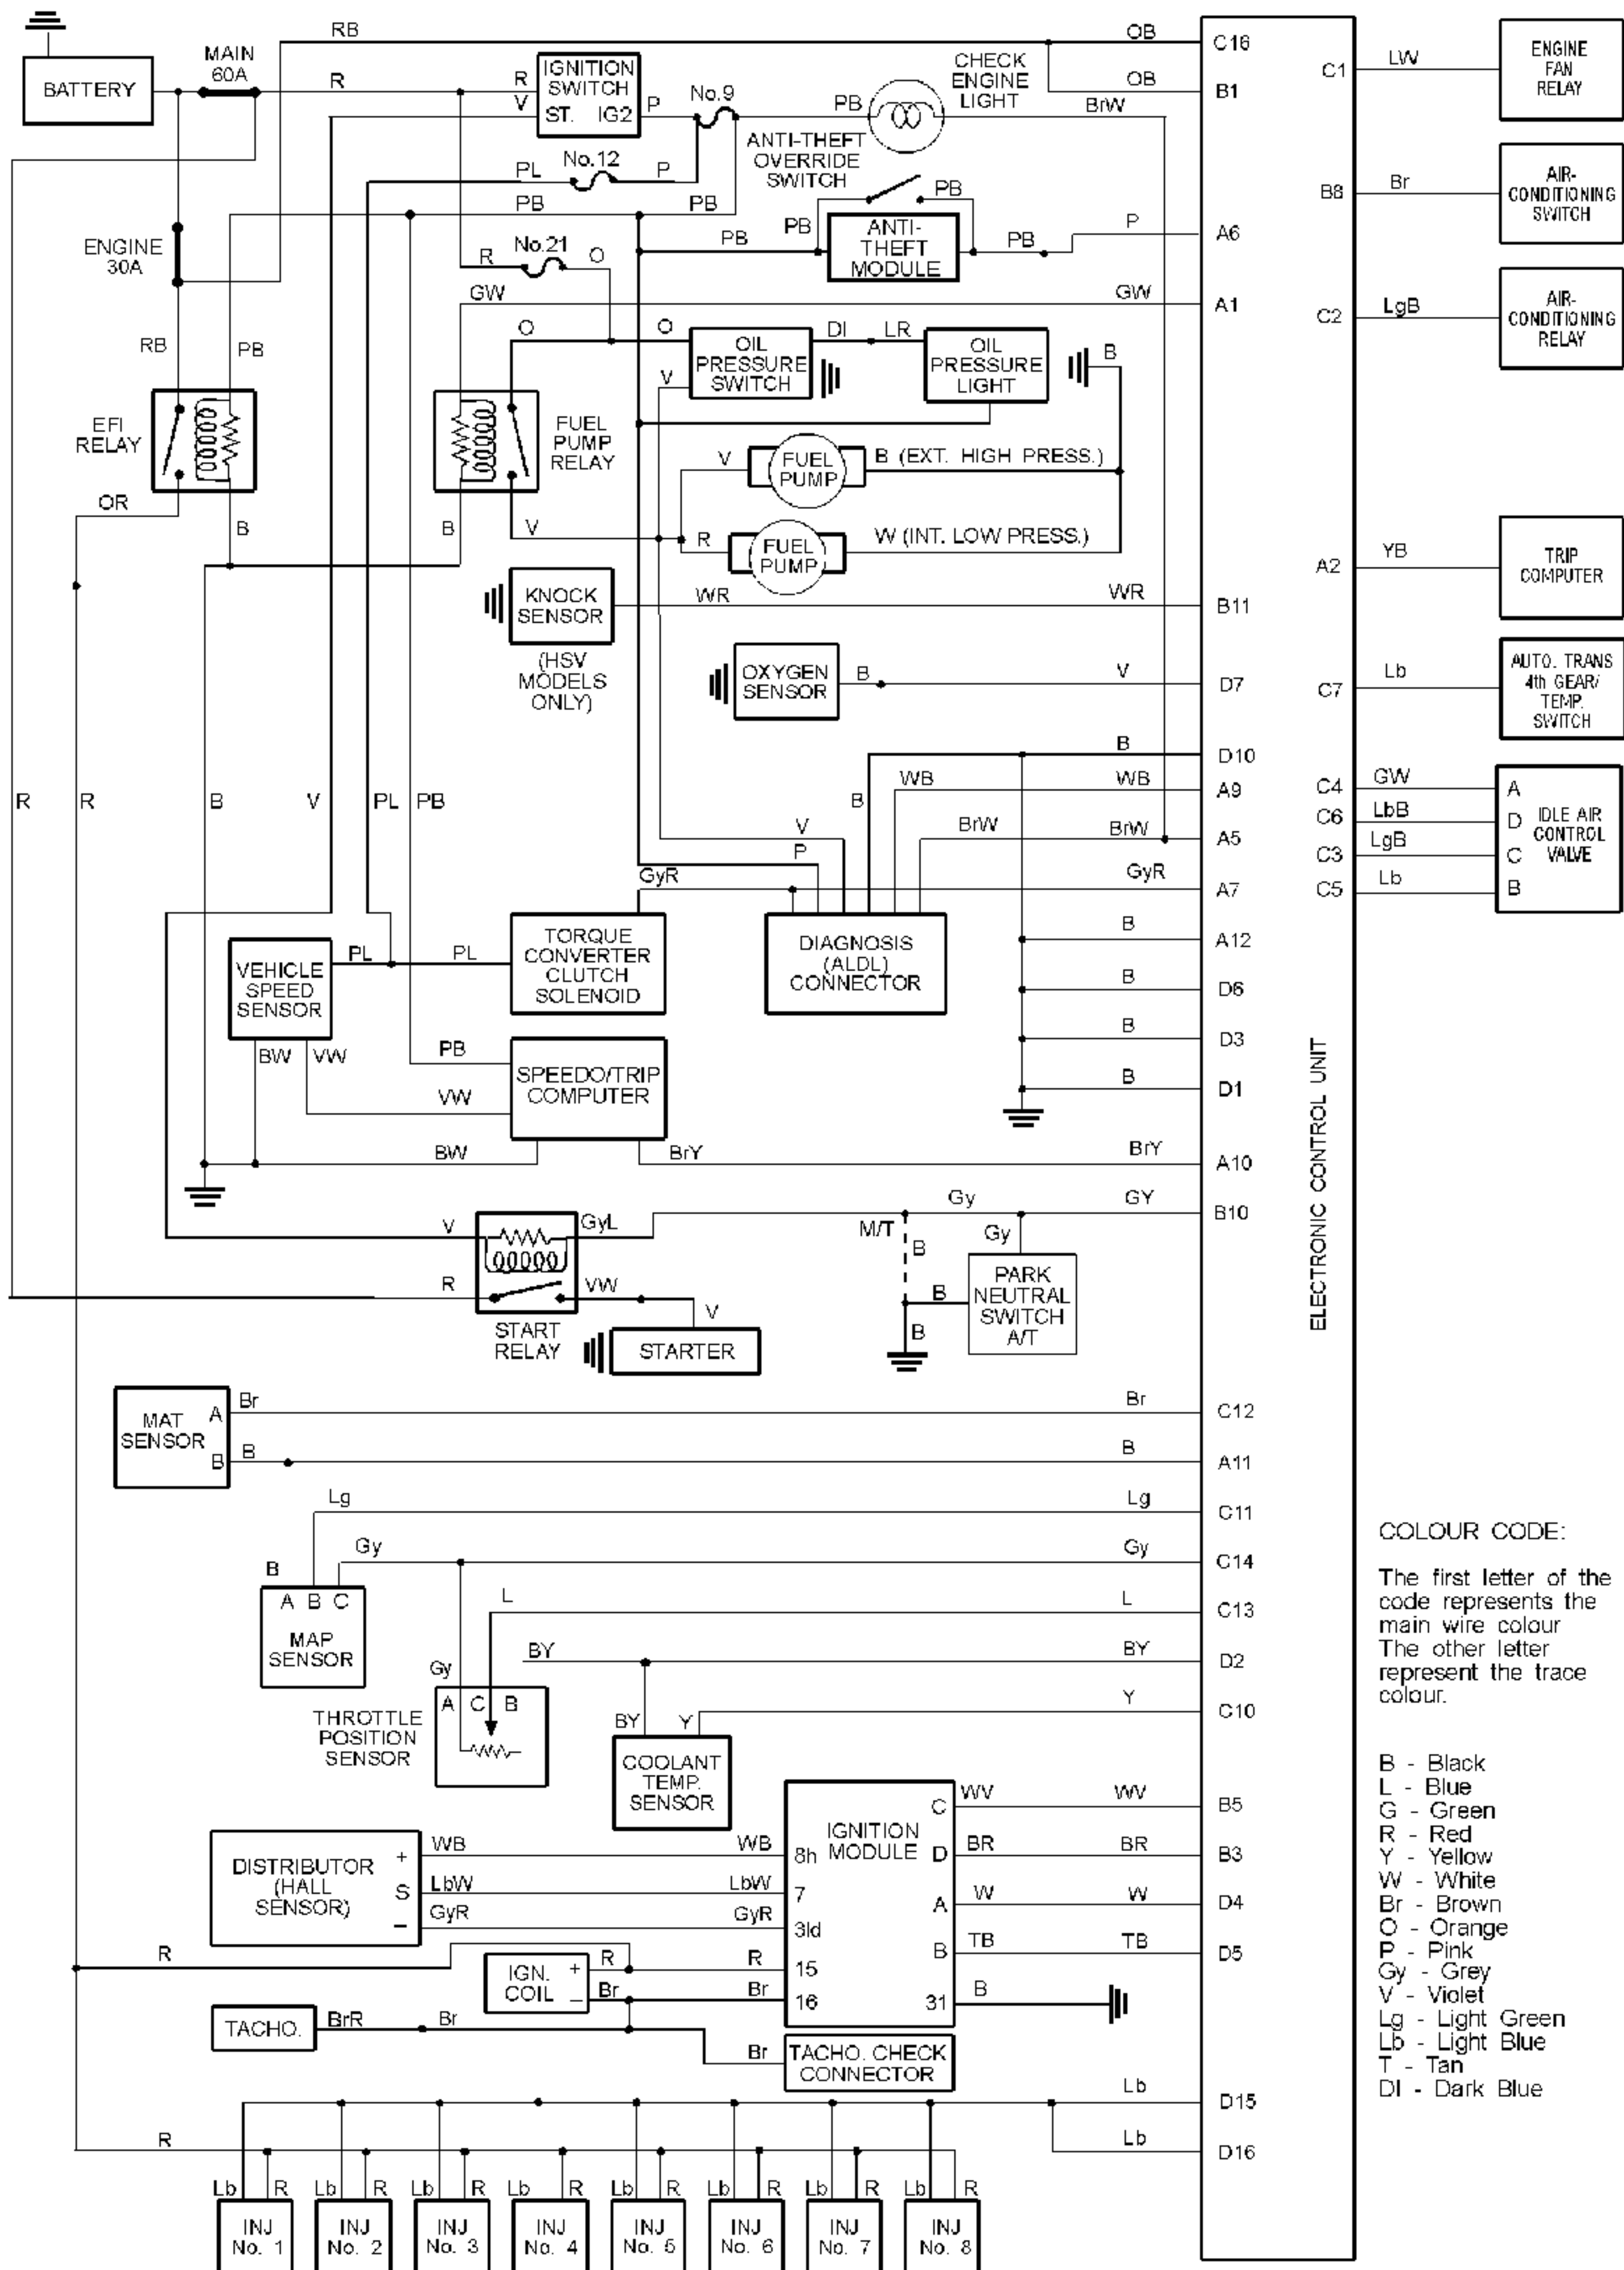 RB
OB
C16
BATTERY
MAIN
60A
R
R
V
IGNITION
SWITCH
ST. IG2
P
No.9
PB
CHECK
ENGINE
LIGHT
OB
B1
BrW
C1
LW
ENGINE
FAN
RELAY
PL
No.12
P
ANTI-THEFT
OVERRIDE
SWITCH
PB
PB
PB
PB
PB
ANTI-
THEFT
MODULE
PB
P
A6
B8
Br
AIR-
CONDITIONING
SWITCH
ENGINE
30A
R
No.21
O
GW
GW
A1
C2
LgB
AIR-
CONDITIONING
RELAY
RB
PB
O
O
OIL
PRESSURE
SWITCH
DI
LR
OIL
PRESSURE
LIGHT
B
V
EFI
RELAY
FUEL
PUMP
RELAY
V
FUEL
PUMP
B (EXT. HIGH PRESS.)
OR
B
B
V
R
FUEL
PUMP
W (INT. LOW PRESS.)
A2
YB
TRIP
COMPUTER
KNOCK
SENSOR
WR
WR
B11
(HSV
MODELS
ONLY)
OXYGEN
SENSOR
B
V
D7
C7
Lb
AUTO. TRANS
4th GEAR/
TEMP.
SWITCH
B
D10
R
R
B
V
PL
PB
B
WB
WB
A9
V
BrW
BrW
A5
P
GyR
GyR
A7
C4
GW
A
C6
LbB
D
C3
LgB
C
C5
Lb
B
IDLE AIR
CONTROL
VALVE
VEHICLE
SPEED
SENSOR
PL
PL
TORQUE
CONVERTER
CLUTCH
SOLENOID
DIAGNOSIS
(ALDL)
CONNECTOR
B
A12
B
D6
B
D3
B
D1
BW
VW
PB
VW
SPEEDO/TRIP
COMPUTER
BW
BrY
BrY
A10
ELECTRONIC CONTROL UNIT
V
GyL
Gy
GY
B10
M/T
B
Gy
R
VW
V
START
RELAY
STARTER
B
B
PARK
NEUTRAL
SWITCH
A/T
MAT
SENSOR
A
Br
Br
C12
B
B
B
A11
Lg
Lg
C11
B
Gy
Gy
C14
A B C
MAP
SENSOR
L
L
C13
BY
BY
D2
Gy
A C B
THROTTLE
POSITION
SENSOR
BY
Y
Y
C10
COOLANT
TEMP.
SENSOR
COLOUR CODE:
The first letter of the
code represents the
main wire colour
The other letter
represent the trace
colour.
B - Black
L - Blue
G - Green
R - Red
Y - Yellow
W - White
Br - Brown
O - Orange
P - Pink
Gy - Grey
V - Violet
Lg - Light Green
Lb - Light Blue
T - Tan
DI - Dark Blue
DISTRIBUTOR
(HALL
SENSOR)
+
S
–
WB
WB
8h
LbW
LbW
7
GyR
GyR
3ld
IGNITION
MODULE
C
WV
WV
B5
D
BR
BR
B3
A
W
W
D4
B
TB
TB
D5
R
IGN.
COIL
+
–
R
R
15
Br
Br
16
31
B
TACHO.
BrR
Br
Br
TACHO. CHECK
CONNECTOR
Lb
D15
R
Lb
D16
Lb R
Lb R
Lb R
Lb R
Lb R
Lb R
Lb R
Lb R
INJ
No. 1
INJ
No. 2
INJ
No. 3
INJ
No. 4
INJ
No. 5
INJ
No. 6
INJ
No. 7
INJ
No. 8